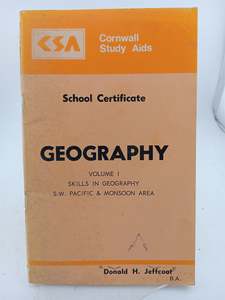 CSA
Cornwall
Study Aids
School Certificate
GEOGRAPHY
VOLUME I
SKILLS IN GEOGRAPHY
S.W. PACIFIC & MONSOON AREA
"Donald H. Jeffcoat"
B.A.